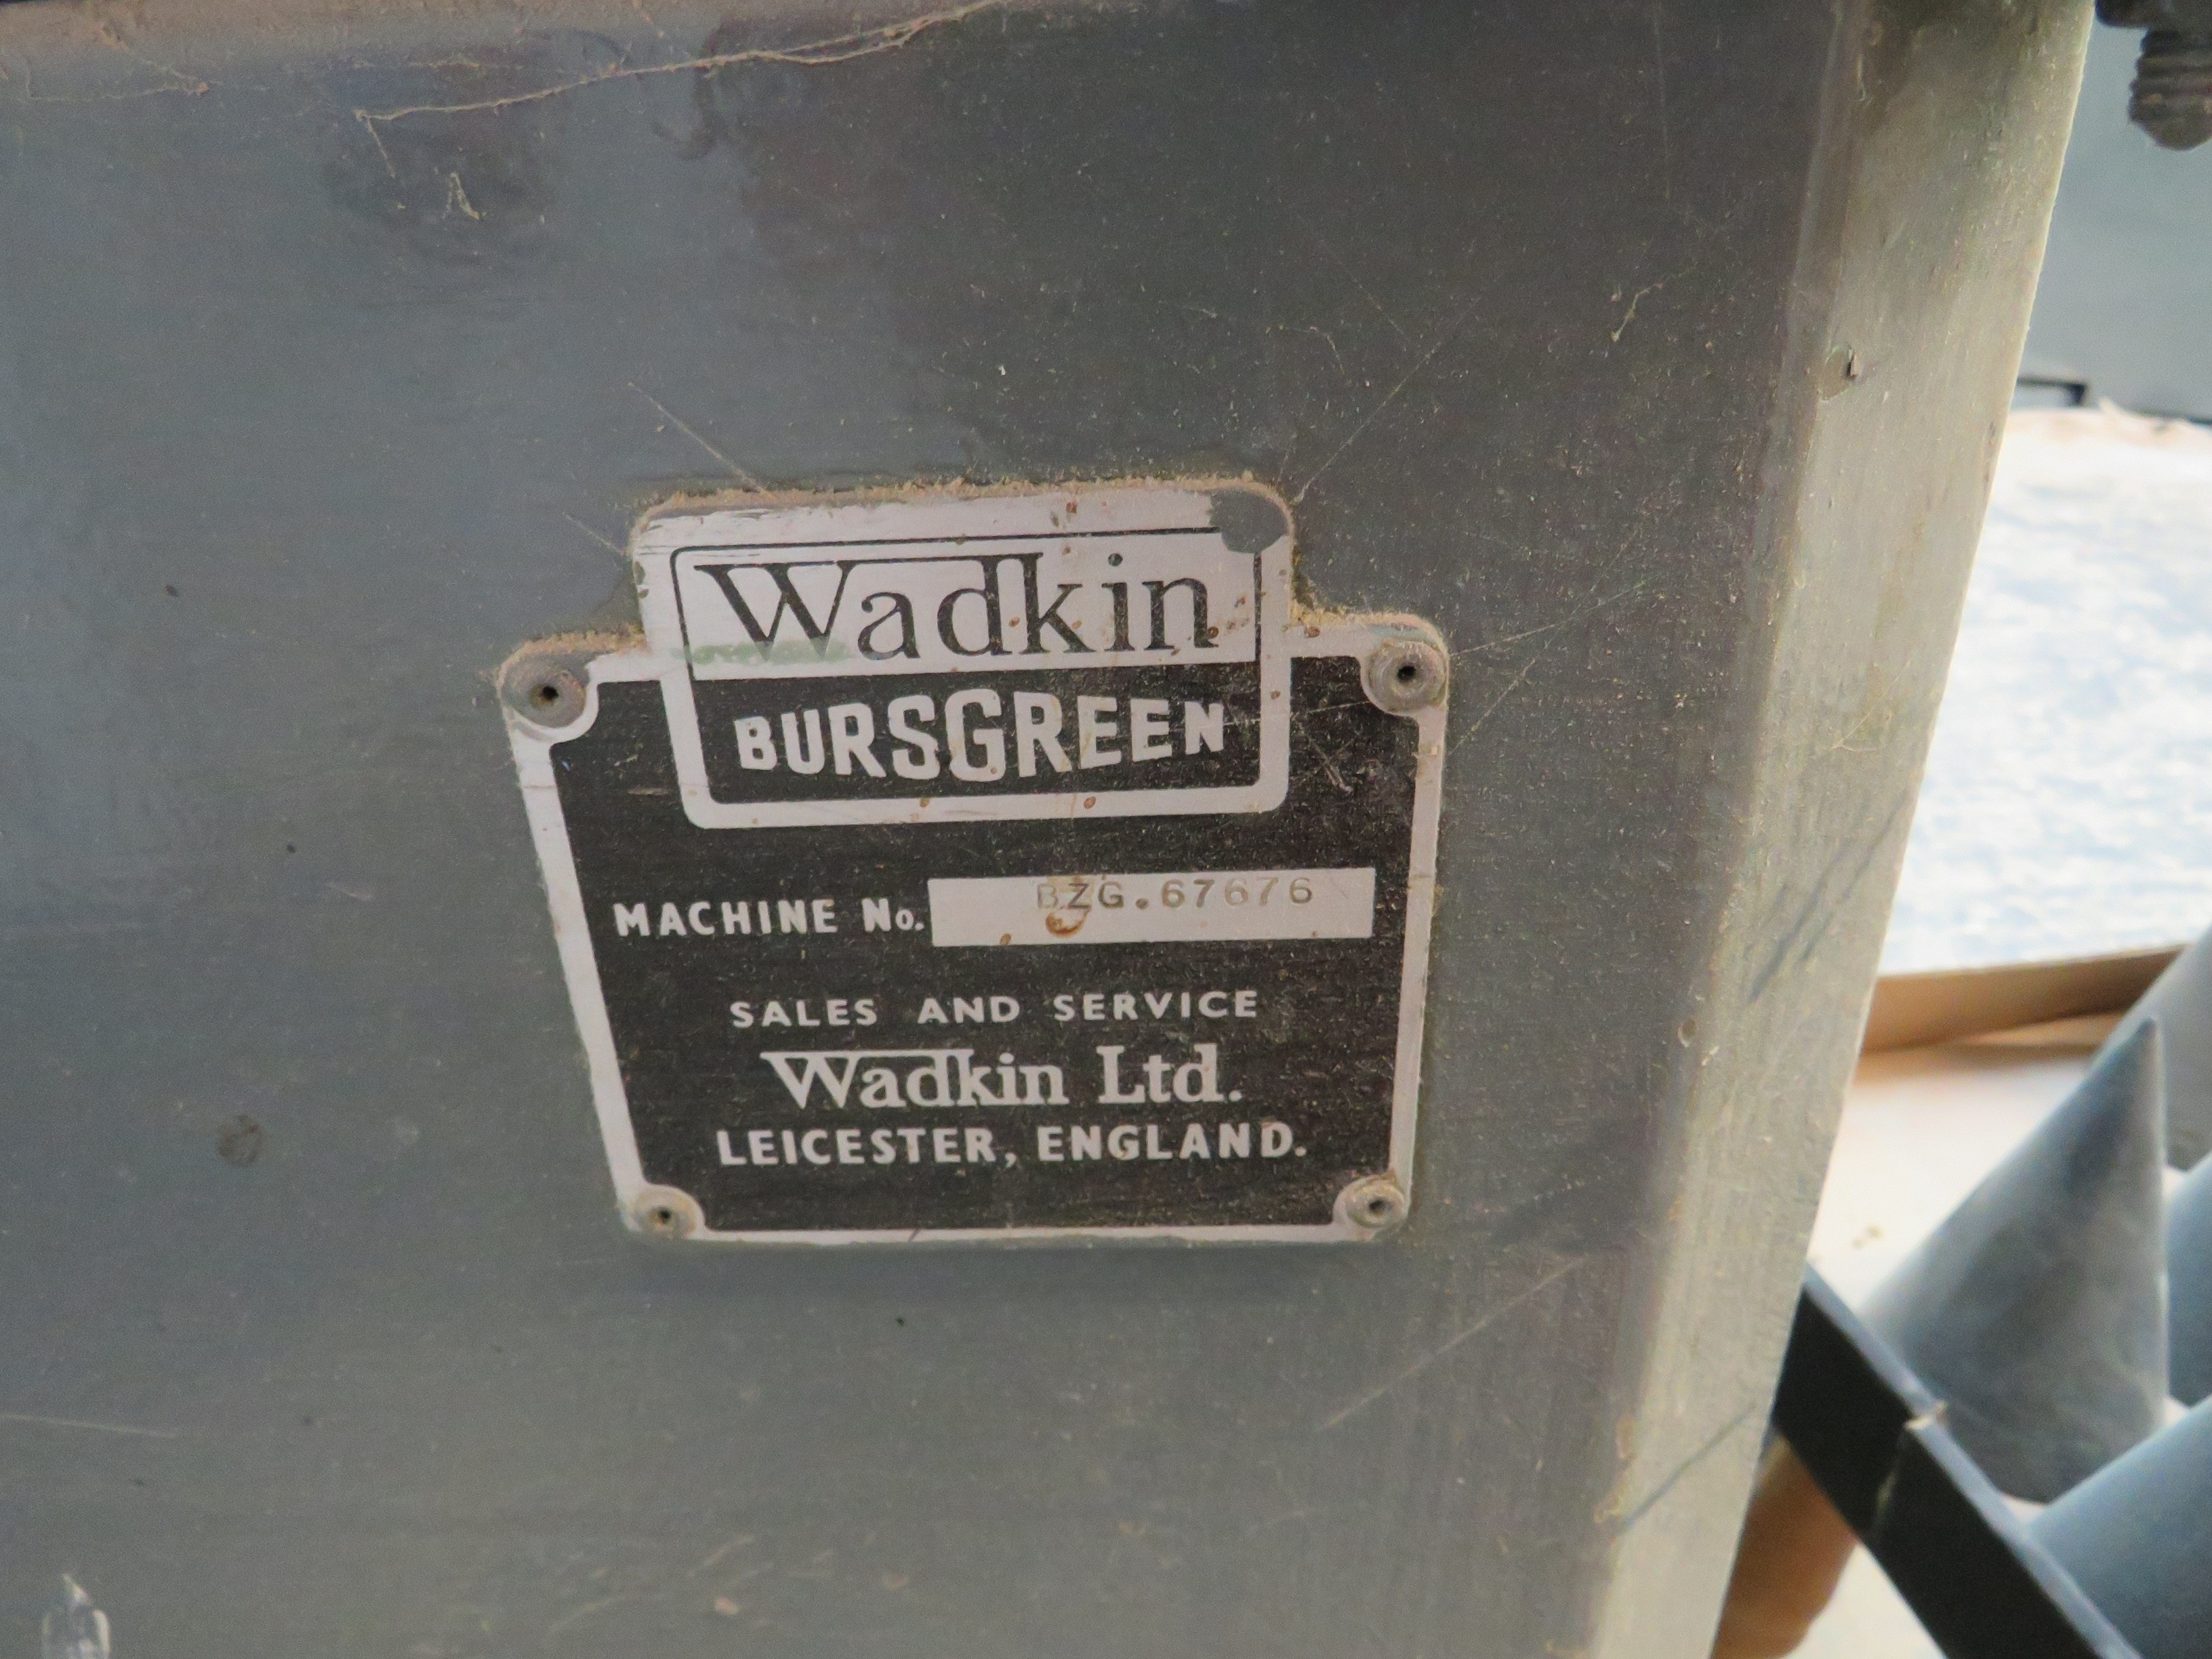 Wadkin
BURSGREEN
MACHINE No. BZG.67676
SALES AND SERVICE
Wadkin Ltd.
LEICESTER, ENGLAND.